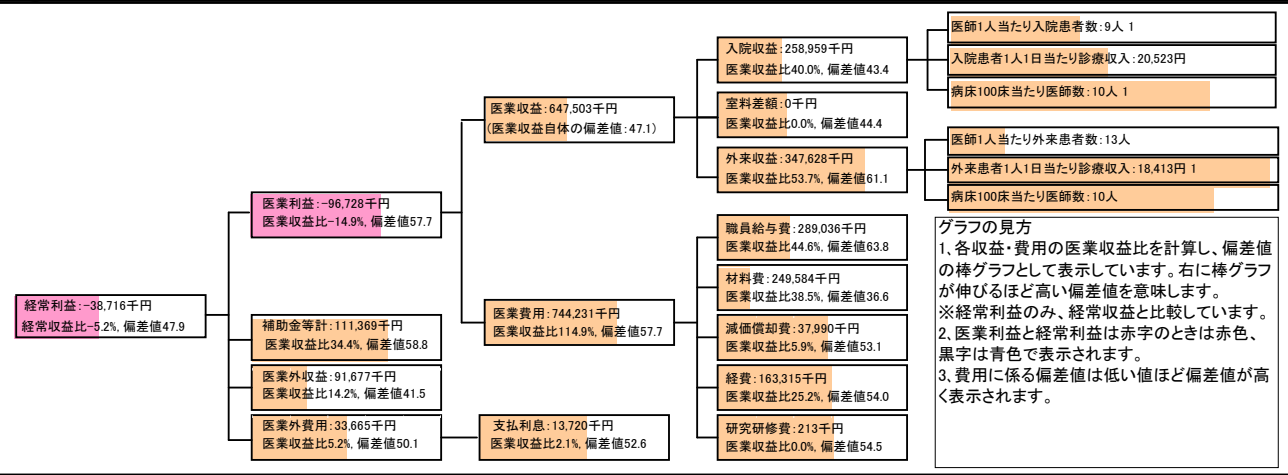 経常利益:-38,716千円
経常収比-5.2%, 偏差値47.9
医業利益:-96,728千円
医業収益比-14.9%, 偏差値57.7
補助金等計:111,369千円
医業収益比34.4%, 偏差値58.8
医業外収益:91,677千円
医業収益比14.2%, 偏差値41.5
医業外費用:33,665千円
医業収益比5.2%, 偏差値50.1
医業収益:647,503千円
(医業収益自体の偏差値:47.1)
医業費用:744,231千円
医業収益比114.9%, 偏差値57.7
支払利息:13,720千円
医業収益比2.1%, 偏差値52.6
入院収益:258,959千円
医業収益比40.0%, 偏差値43.4
室料差額:0千円
医業収益比0.0%, 偏差値44.4
外来収益:347,628千円
医業収益比53.7%, 偏差値61.1
職員給与費:289,036千円
医業収益比44.6%, 偏差値63.8
材料費:249,584千円
医業収益比38.5%, 偏差値36.6
減価償却費:37,990千円
医業収益比5.9%, 偏差値53.1
経費:163,315千円
医業収益比25.2%, 偏差値54.0
研究研修費:213千円
医業収益比0.0%, 偏差値54.5
医師1人当たり入院患者数:9人 1
入院患者1人1日当たり診療収入:20,523円
病床100床当たり医師数:10人 1
医師1人当たり外来患者数:13人
外来患者1人1日当たり診療収入:18,413円 1
病床100床当たり医師数:10人
グラフの見方
1、各収益・費用の医業収益比を計算し、偏差値
の棒グラフとして表示しています。右に棒グラフ
が伸びるほど高い偏差値を意味します。
※経常利益のみ、経常収益と比較しています。
2、医業利益と経常利益は赤字のときは赤色、
黒字は青色で表示されます。
3、費用に係る偏差値は低い値ほど偏差値が高
く表示されます。